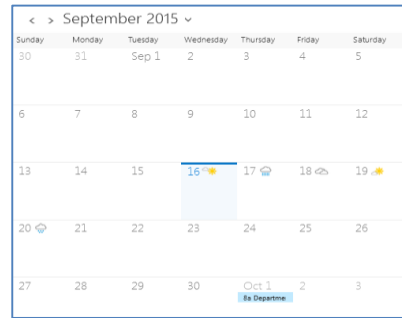 < > September 2015
Sunday Monday Tuesday Wednesday Thursday Friday Saturday
30 31 Sep 1 2 3 4 5
6 7 8 9 10 11 12
13 14 15 16 17 18 19
20 21 22 23 24 25 26
27 28 29 30 Oct 1 2 3
8a Departme